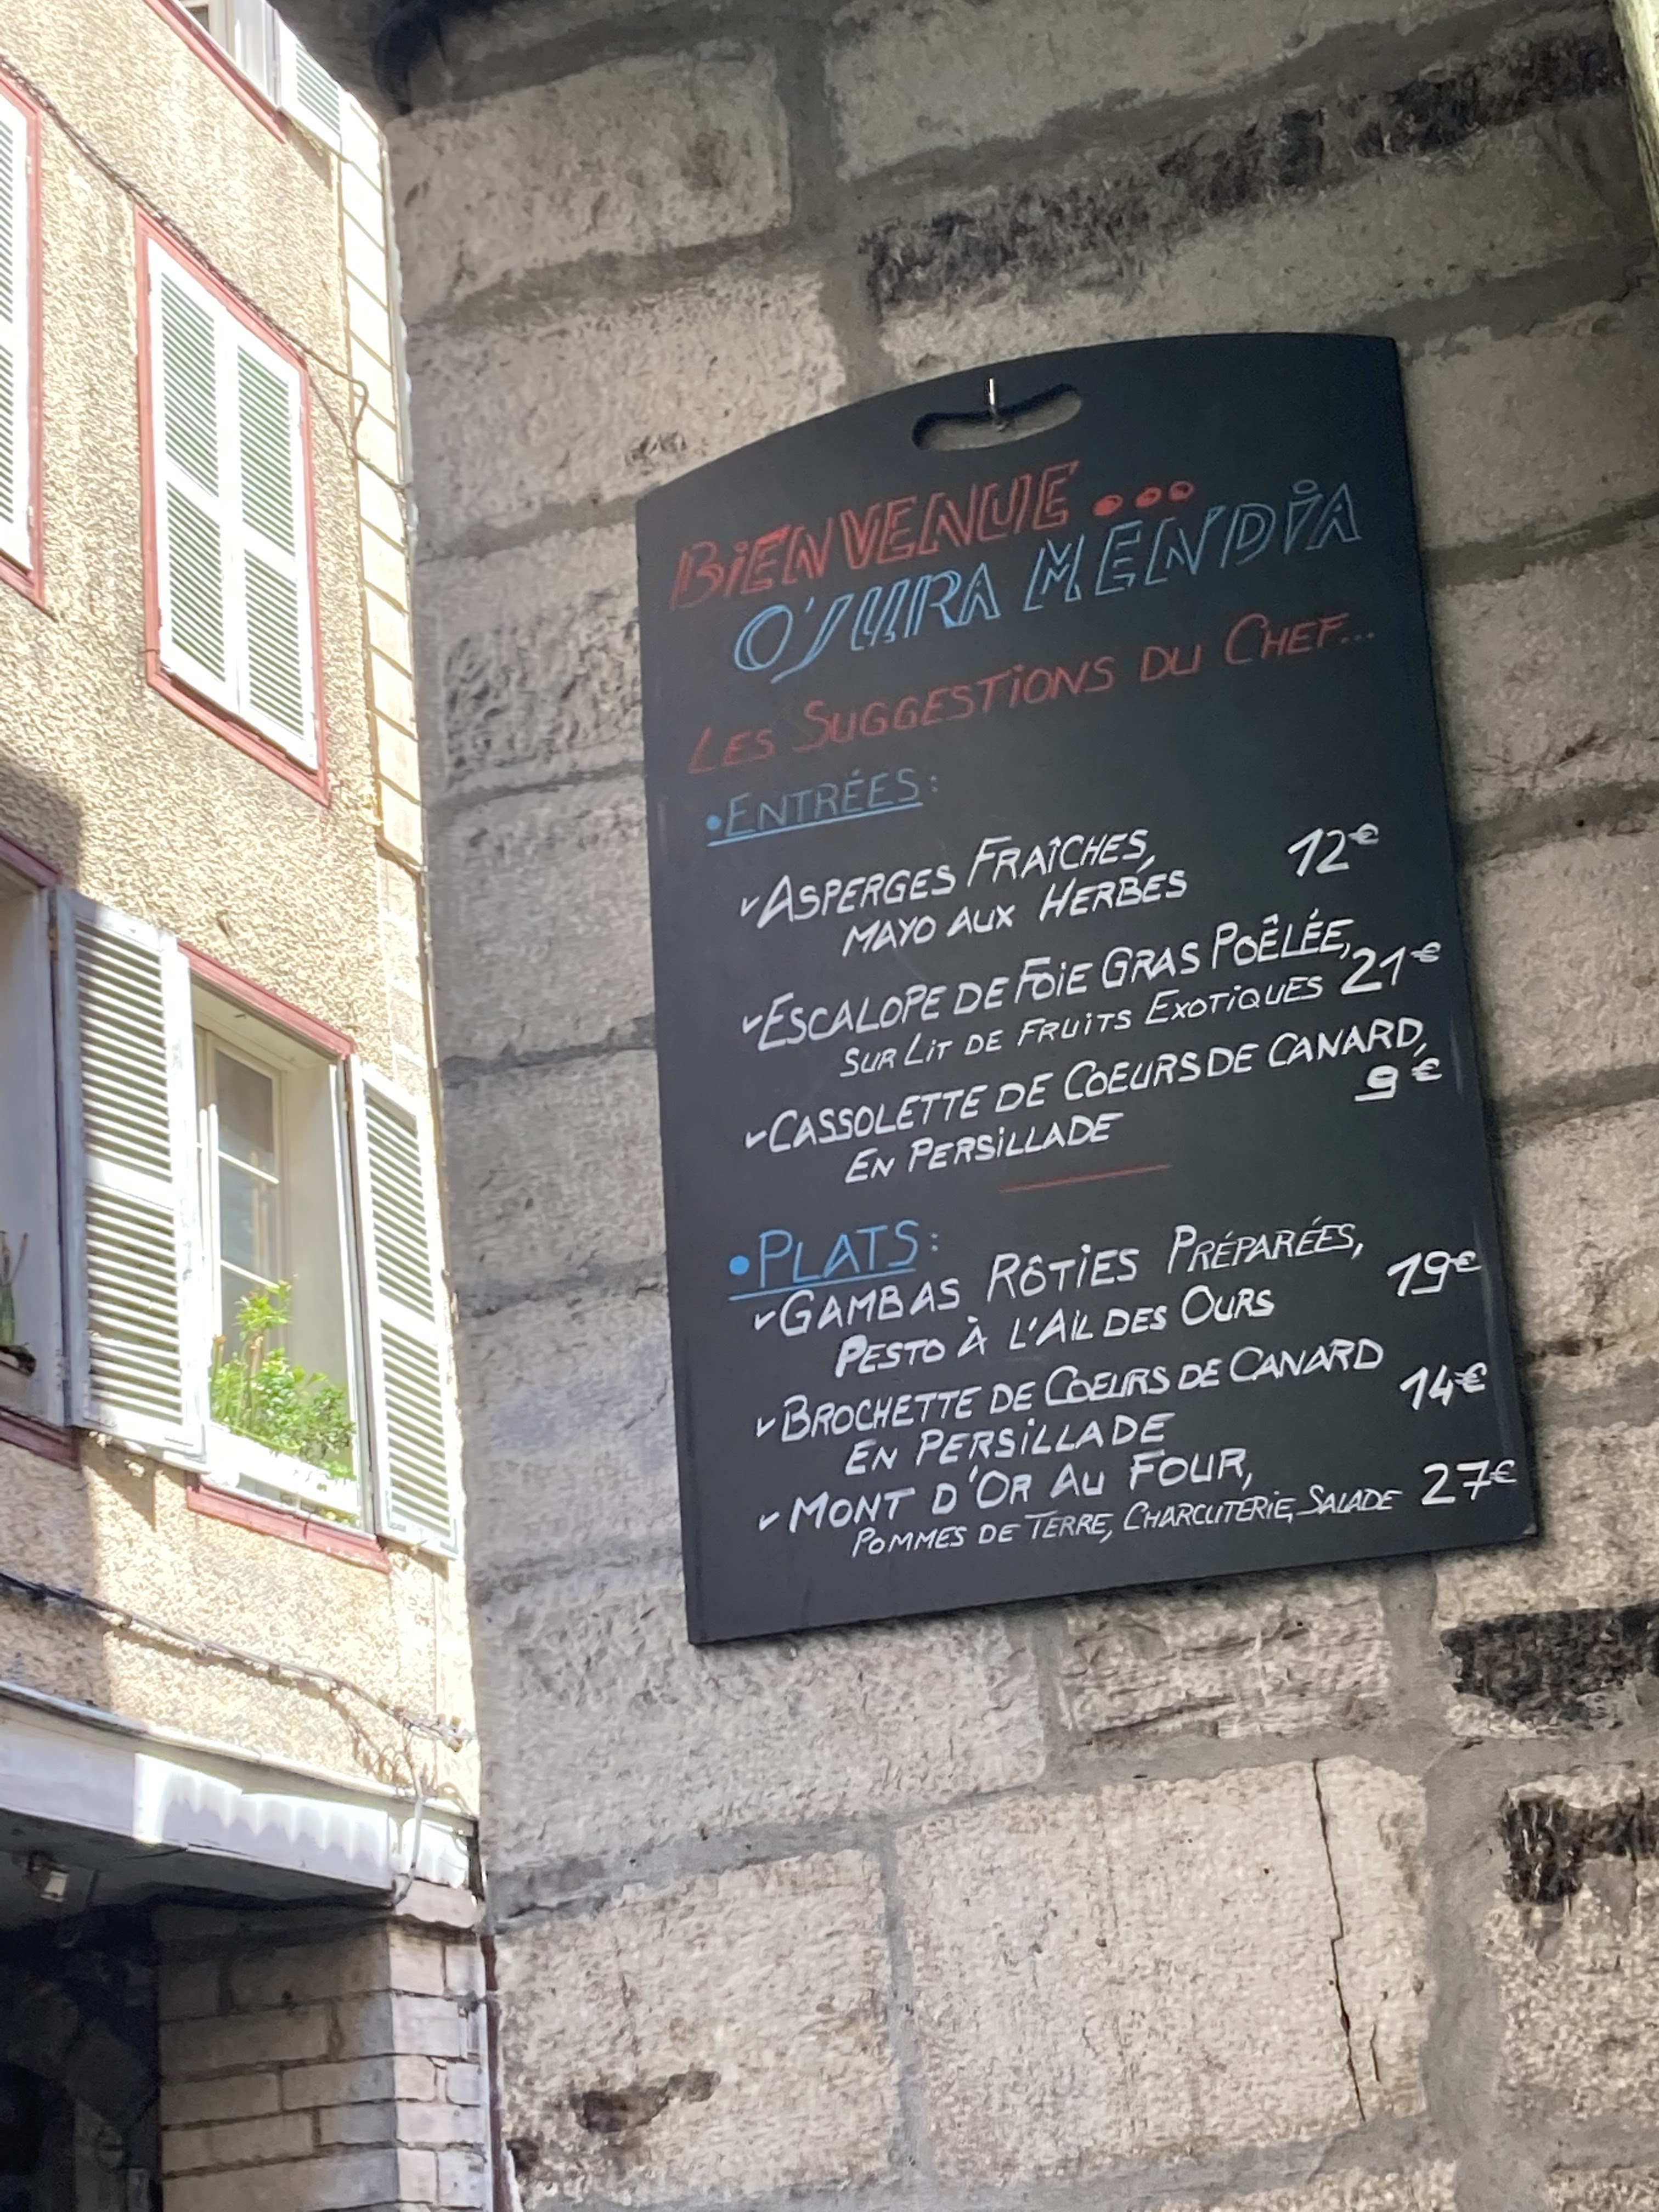 BIENVENUE...
O'JURA MENDIA
LES SUGGESTIONS DU CHEF...
• ENTRÉES:
✓ ASPERGES FRAÎCHES, 12€
MAYO AUX HERBES
✓ ESCALOPE DE FOIE GRAS POÊLÉE,
SUR LIT DE FRUITS EXOTIQUES 21€
✓ CASSOLETTE DE COEURS DE CANARD,
EN PERSILLADE 9€
• PLATS:
✓ GAMBAS RÔTIES PRÉPARÉES, 19€
PESTO À L'AIL DES OURS
✓ BROCHETTE DE COEURS DE CANARD 14€
EN PERSILLADE
✓ MONT D'OR AU FOUR,
POMMES DE TERRE, CHARCUTERIE, SALADE 27€